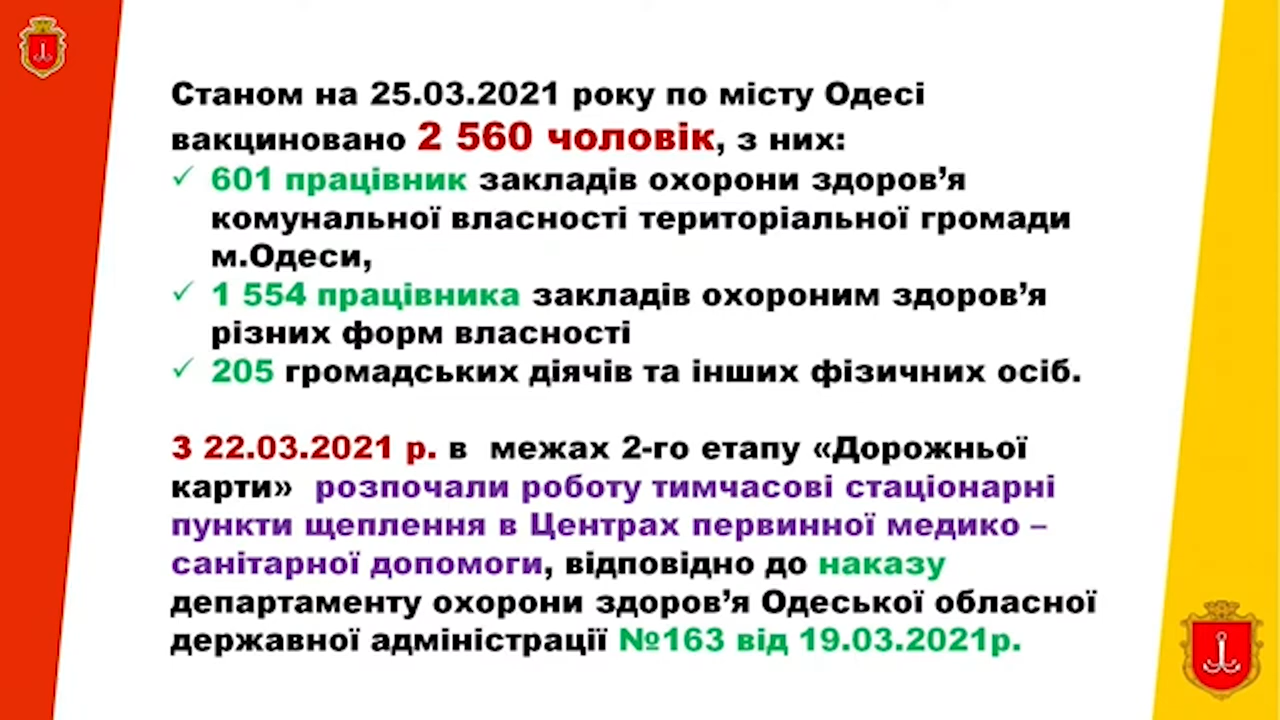 Станом на 25.03.2021 року по місту Одесі
вакциновано 2 560 чоловік, з них:
✓ 601 працівник закладів охорони здоров’я
комунальної власності територіальної громади
м.Одеси,
✓ 1 554 працівника закладів охороним здоров’я
різних форм власності
✓ 205 громадських діячів та інших фізичних осіб.
З 22.03.2021 р. в межах 2-го етапу «Дорожньої
карти» розпочали роботу тимчасові стаціонарні
пункти щеплення в Центрах первинної медико –
санітарної допомоги, відповідно до наказу
департаменту охорони здоров’я Одеської обласної
державної адміністрації №163 від 19.03.2021р.